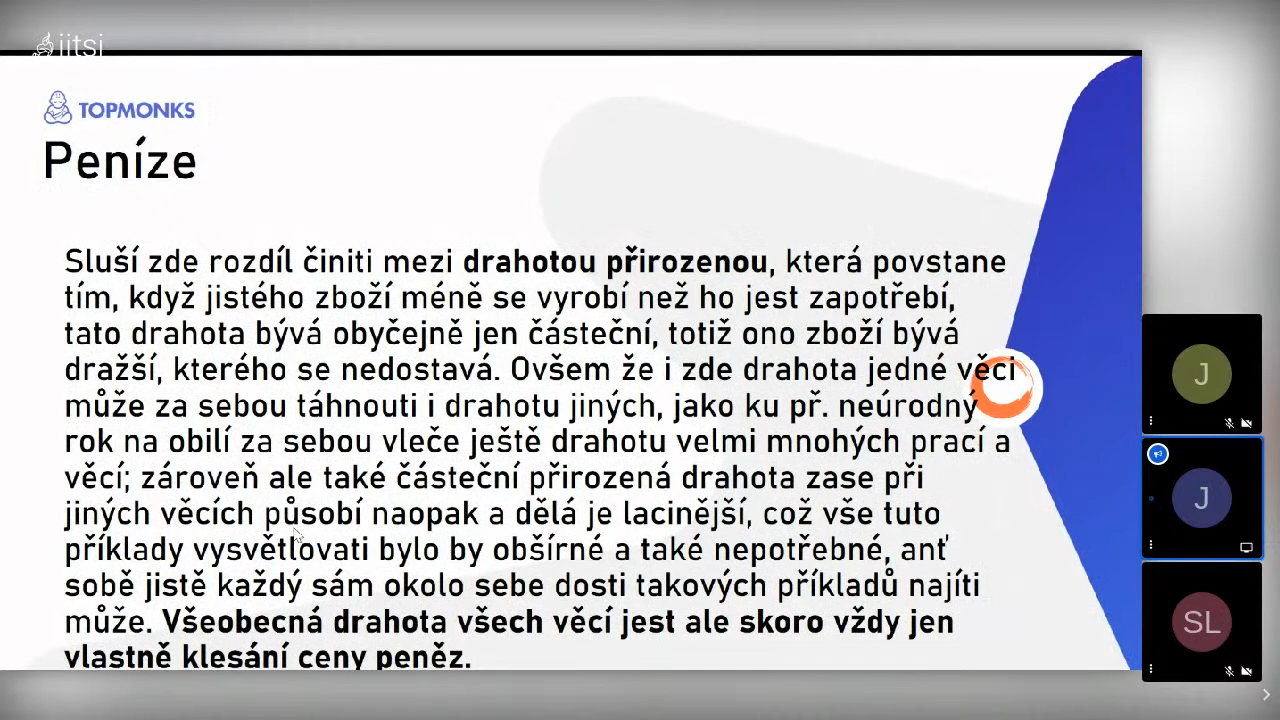 jitsi
TOPMONKS
Peníze
Sluší zde rozdíl činiti mezi drahotou přirozenou, která povstane
tím, když jistého zboží méně se vyrobí než ho jest zapotřebí,
tato drahota bývá obyčejně jen částeční, totiž ono zboží bývá
dražší, kterého se nedostavá. Ovšem že i zde drahota jedné věci
může za sebou táhnouti i drahotu jiných, jako ku př. neúrodný
rok na obilí za sebou vleče ještě drahotu velmi mnohých prací a
věcí; zároveň ale také částeční přirozená drahota zase při
jiných věcích působí naopak a dělá je lacinější, což vše tuto
příklady vysvětlovati bylo by obšírné a také nepotřebné, anť
sobě jistě každý sám okolo sebe dosti takových příkladů najíti
může. Všeobecná drahota všech věcí jest ale skoro vždy jen
vlastně klesání ceny peněz.
J
J
SL